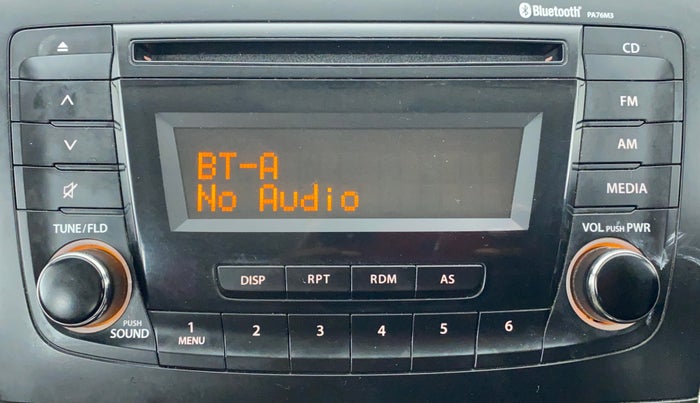 Bluetooth® PA76M3
CD
FM
BT-A
AM
No Audio
MEDIA
TUNE/FLD
VOL PUSH PWR
DISP RPT RDM AS
PUSH
SOUND
1 2 3 4 5 6
MENU